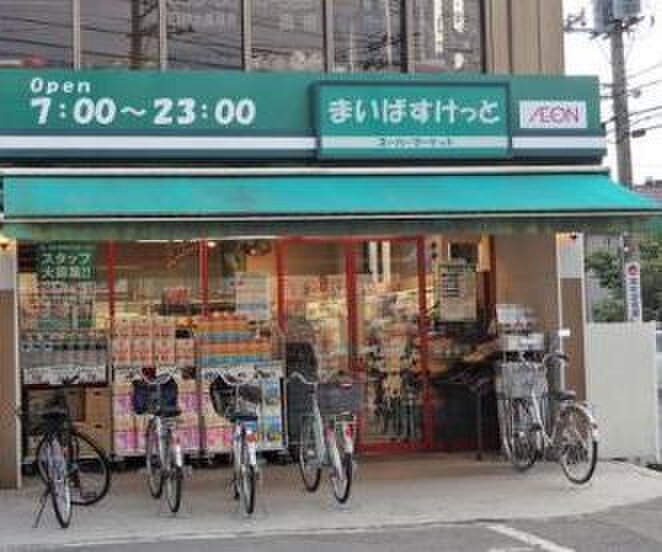 Open
7:00～23:00
まいばすけっと
スーパーマーケット
ÆON
スタッフ
大募集!!